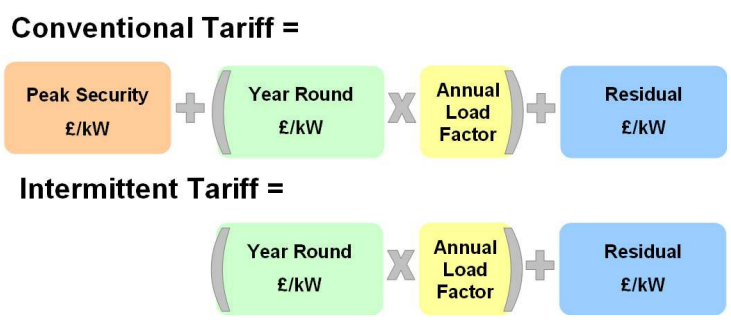 Conventional Tariff =
Peak Security
£/kW
+
(
Year Round
£/kW
X
Annual
Load
Factor
)
+
Residual
£/kW
Intermittent Tariff =
(
Year Round
£/kW
X
Annual
Load
Factor
)
+
Residual
£/kW